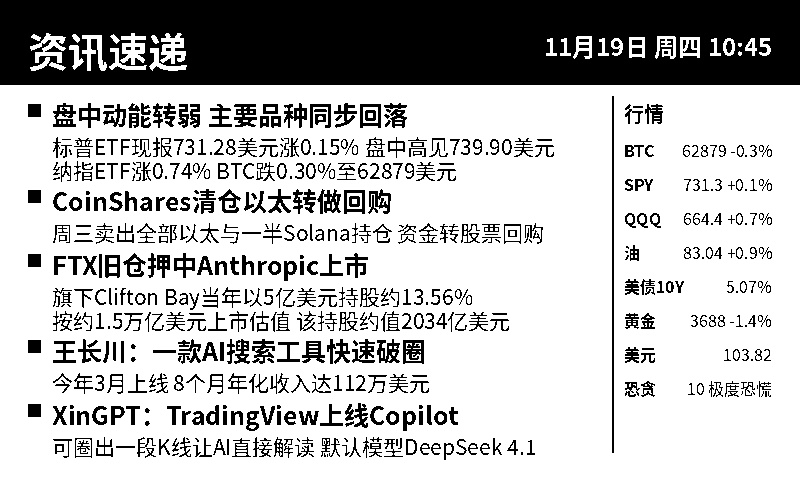 资讯速递
11月19日 周四 10:45
盘中动能转弱 主要品种同步回落
标普ETF现报731.28美元涨0.15% 盘中高见739.90美元
纳指ETF涨0.74% BTC跌0.30%至62879美元
CoinShares清仓以太转做回购
周三卖出全部以太与一半Solana持仓 资金转股票回购
FTX旧仓押中Anthropic上市
旗下Clifton Bay当年以5亿美元持股约13.56%
按约1.5万亿美元上市估值 该持股约值2034亿美元
王长川：一款AI搜索工具快速破圈
今年3月上线 8个月年化收入达112万美元
XinGPT：TradingView上线Copilot
可圈出一段K线让AI直接解读 默认模型DeepSeek 4.1
行情
BTC 62879 -0.3%
SPY 731.3 +0.1%
QQQ 664.4 +0.7%
油 83.04 +0.9%
美债10Y 5.07%
黄金 3688 -1.4%
美元 103.82
恐贪 10 极度恐慌